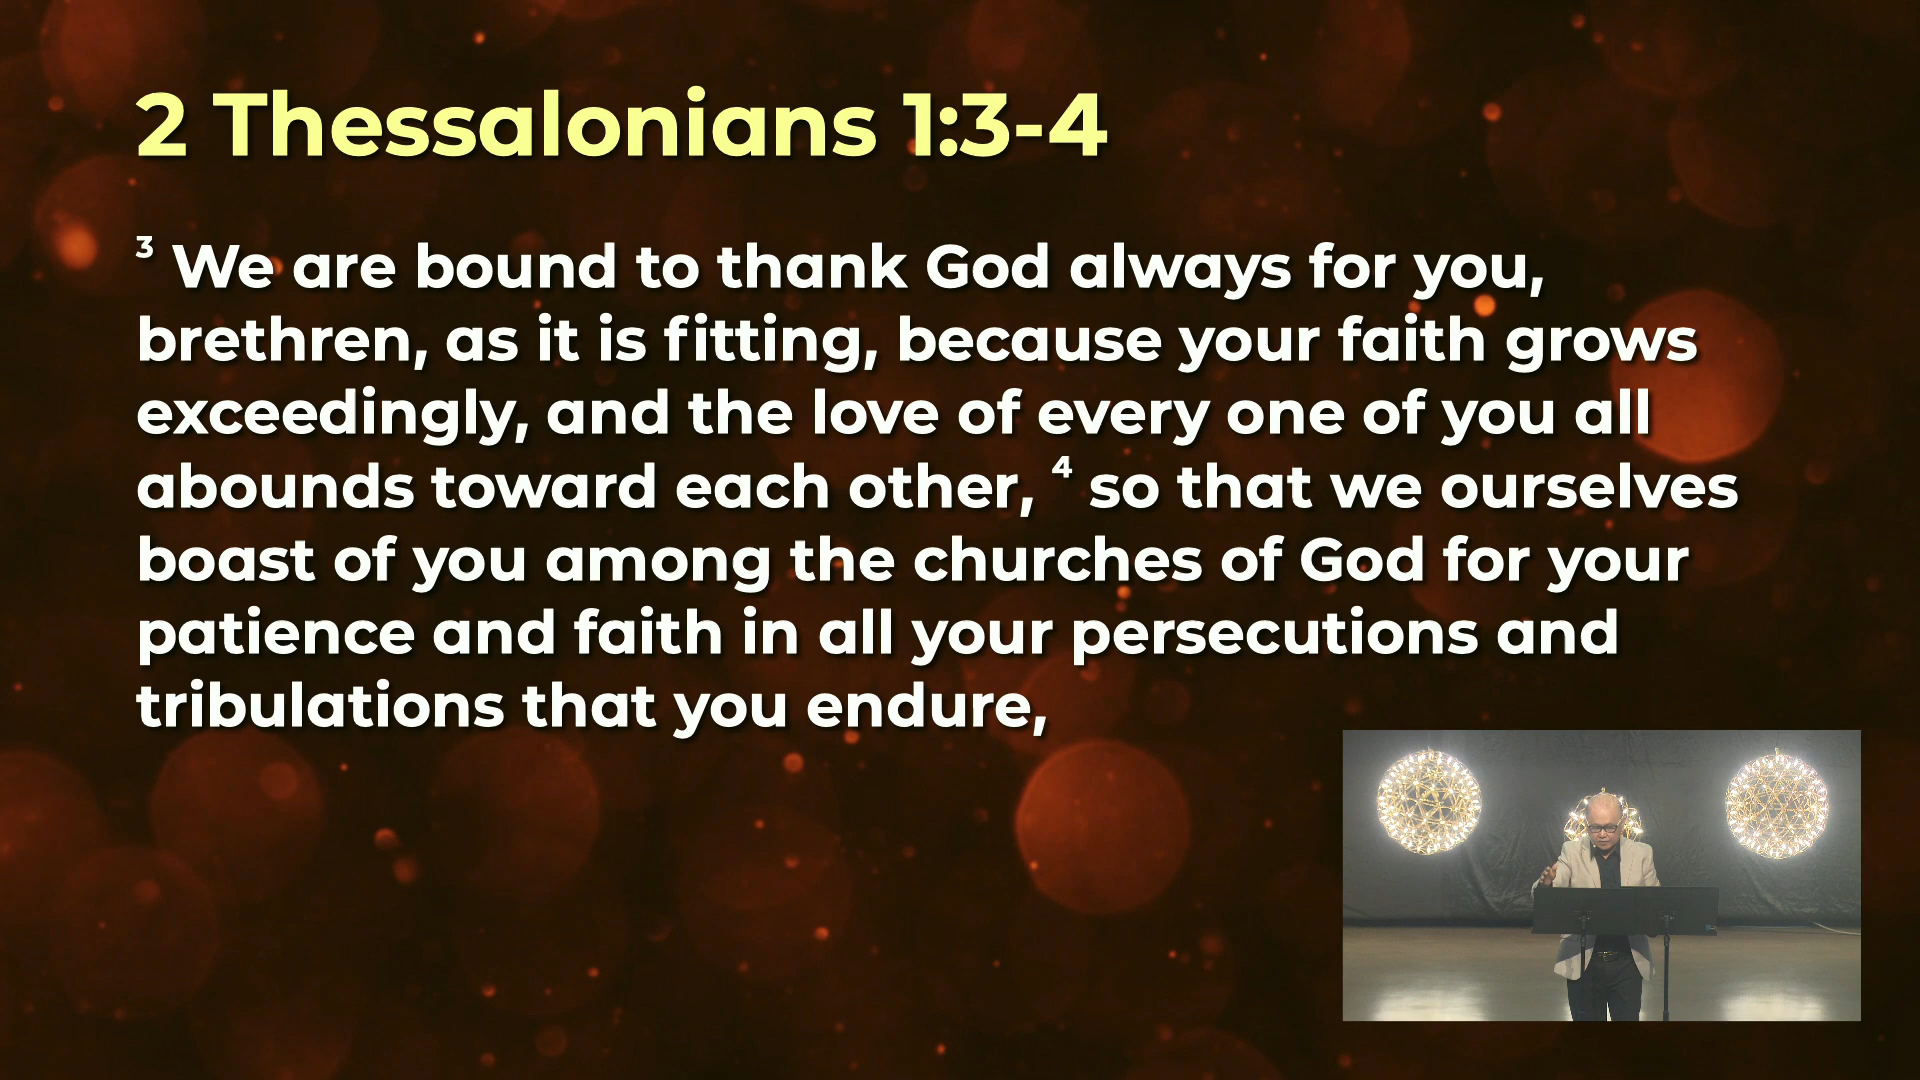 2 Thessalonians 1:3-4
3 We are bound to thank God always for you,
brethren, as it is fitting, because your faith grows
exceedingly, and the love of every one of you all
abounds toward each other, 4 so that we ourselves
boast of you among the churches of God for your
patience and faith in all your persecutions and
tribulations that you endure,